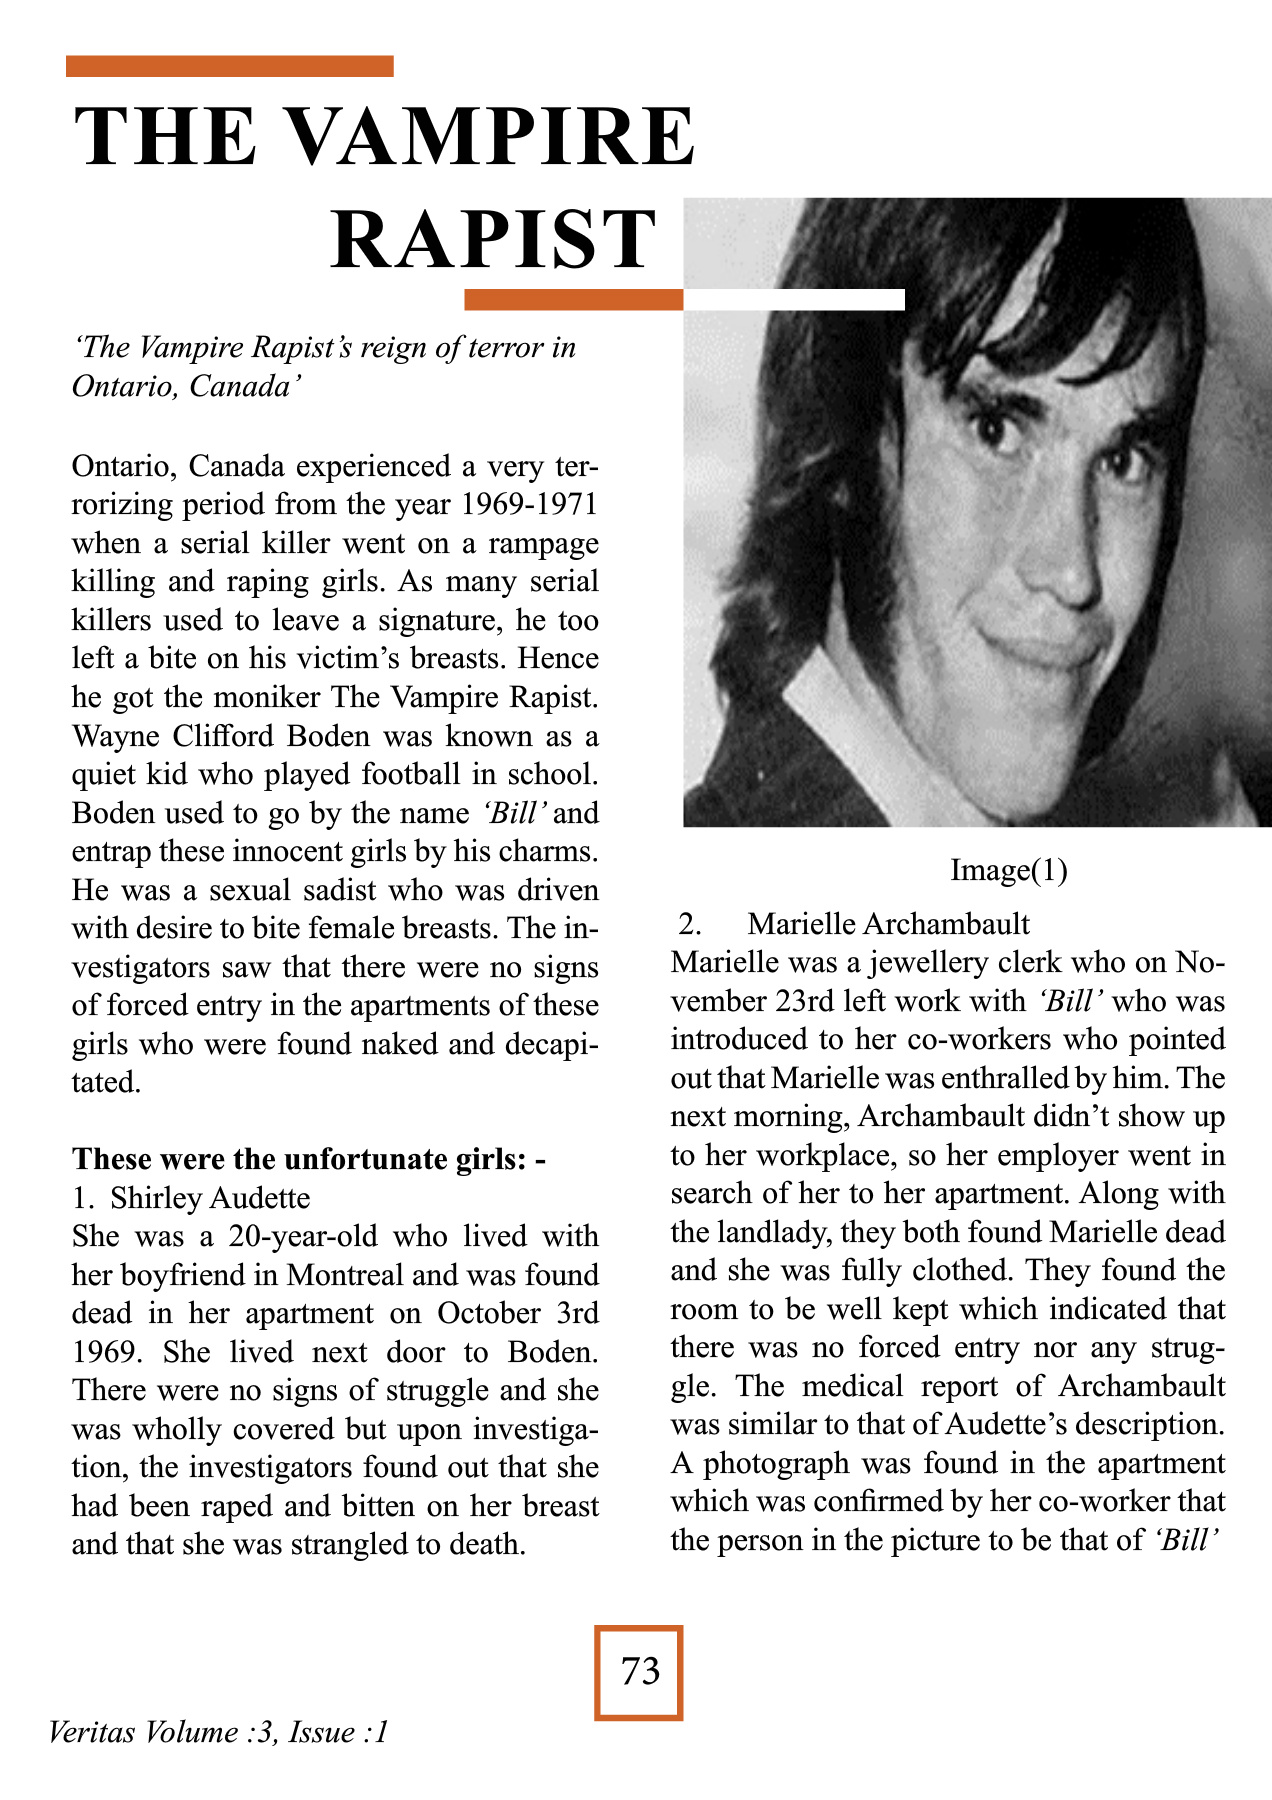 THE VAMPIRE
RAPIST
‘The Vampire Rapist’s reign of terror in
Ontario, Canada’
Ontario, Canada experienced a very ter-
rorizing period from the year 1969-1971
when a serial killer went on a rampage
killing and raping girls. As many serial
killers used to leave a signature, he too
left a bite on his victim’s breasts. Hence
he got the moniker The Vampire Rapist.
Wayne Clifford Boden was known as a
quiet kid who played football in school.
Boden used to go by the name ‘Bill’ and
entrap these innocent girls by his charms.
He was a sexual sadist who was driven
with desire to bite female breasts. The in-
vestigators saw that there were no signs
of forced entry in the apartments of these
girls who were found naked and decapi-
tated.
These were the unfortunate girls: -
1. Shirley Audette
She was a 20-year-old who lived with
her boyfriend in Montreal and was found
dead in her apartment on October 3rd
1969. She lived next door to Boden.
There were no signs of struggle and she
was wholly covered but upon investiga-
tion, the investigators found out that she
had been raped and bitten on her breast
and that she was strangled to death.
Image(1)
2. Marielle Archambault
Marielle was a jewellery clerk who on No-
vember 23rd left work with ‘Bill’ who was
introduced to her co-workers who pointed
out that Marielle was enthralled by him. The
next morning, Archambault didn’t show up
to her workplace, so her employer went in
search of her to her apartment. Along with
the landlady, they both found Marielle dead
and she was fully clothed. They found the
room to be well kept which indicated that
there was no forced entry nor any strug-
gle. The medical report of Archambault
was similar to that of Audette’s description.
A photograph was found in the apartment
which was confirmed by her co-worker that
the person in the picture to be that of ‘Bill’
73
Veritas Volume :3, Issue :1